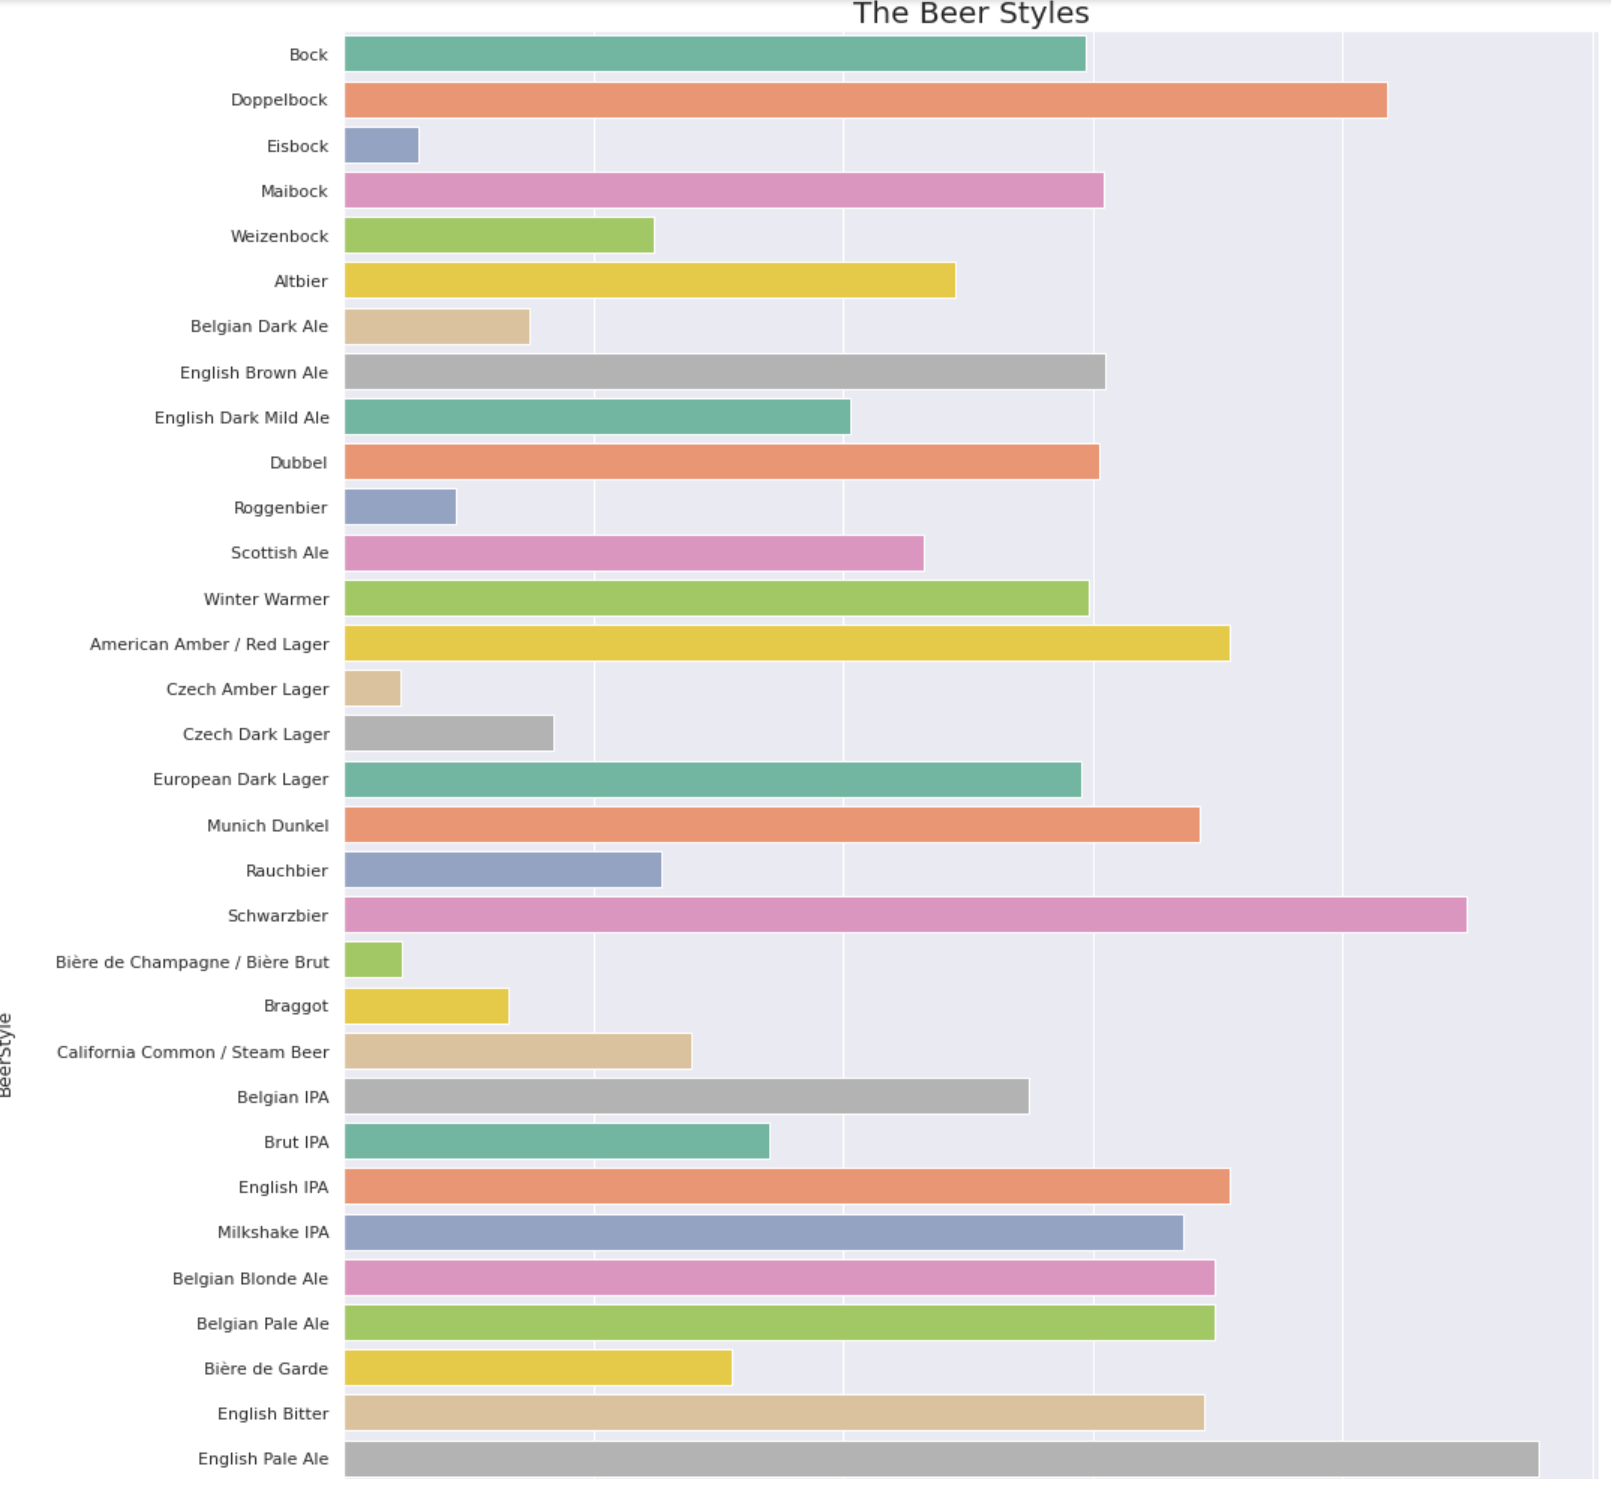 The Beer Styles
Bock
Doppelbock
Eisbock
Maibock
Weizenbock
Altbier
Belgian Dark Ale
English Brown Ale
English Dark Mild Ale
Dubbel
Roggenbier
Scottish Ale
Winter Warmer
American Amber / Red Lager
Czech Amber Lager
Czech Dark Lager
European Dark Lager
Munich Dunkel
Rauchbier
Schwarzbier
Bière de Champagne / Bière Brut
Braggot
California Common / Steam Beer
Belgian IPA
Brut IPA
English IPA
Milkshake IPA
Belgian Blonde Ale
Belgian Pale Ale
Bière de Garde
English Bitter
English Pale Ale
BeerStyle